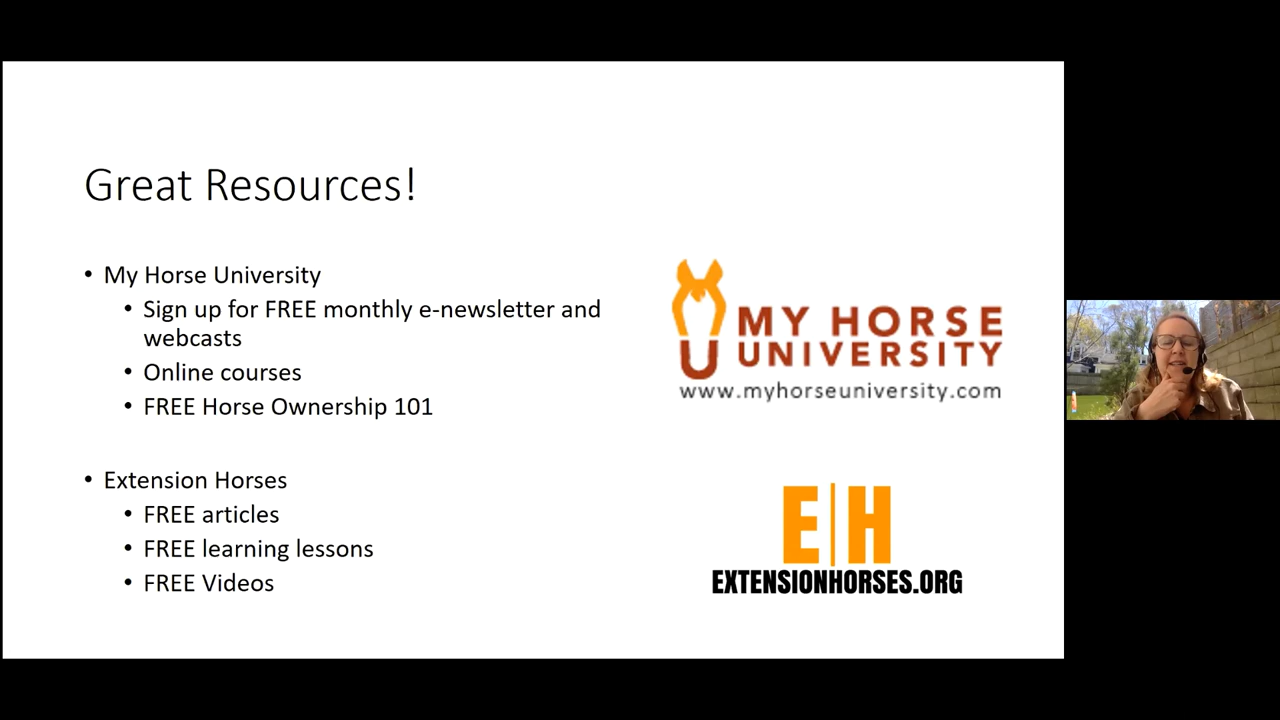 Great Resources!
• My Horse University
• Sign up for FREE monthly e-newsletter and
webcasts
• Online courses
• FREE Horse Ownership 101
• Extension Horses
• FREE articles
• FREE learning lessons
• FREE Videos
MY HORSE
UNIVERSITY
www.myhorseuniversity.com
E|H
EXTENSIONHORSES.ORG